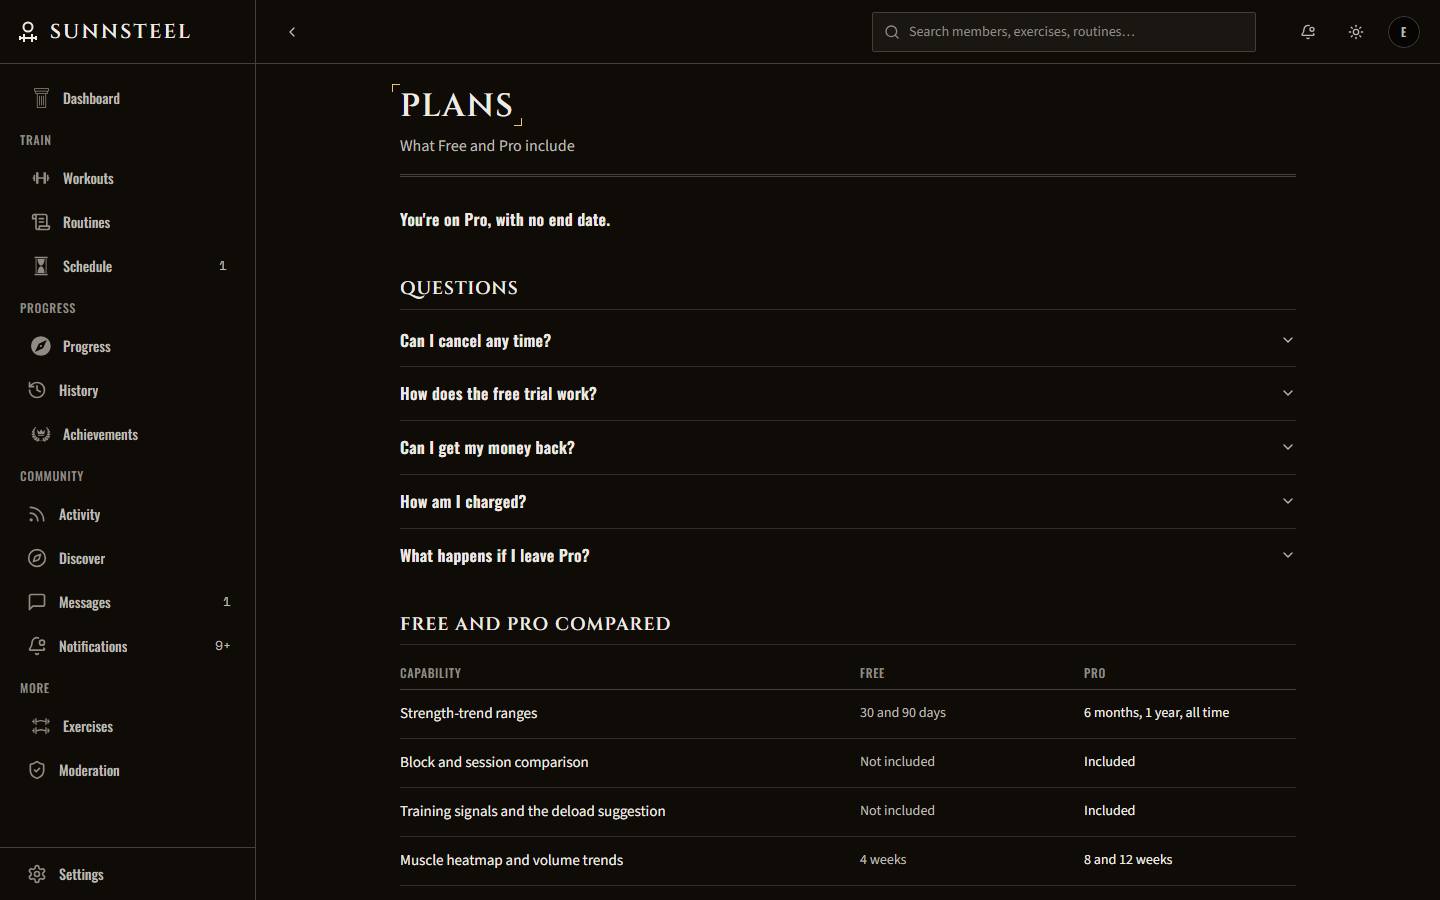 SUNNSTEEL
Search members, exercises, routines...
E
Dashboard
TRAIN
Workouts
Routines
Schedule 1
PROGRESS
Progress
History
Achievements
COMMUNITY
Activity
Discover
Messages 1
Notifications 9+
MORE
Exercises
Moderation
Settings
PLANS
What Free and Pro include
You're on Pro, with no end date.
QUESTIONS
Can I cancel any time?
How does the free trial work?
Can I get my money back?
How am I charged?
What happens if I leave Pro?
FREE AND PRO COMPARED
CAPABILITY FREE PRO
Strength-trend ranges 30 and 90 days 6 months, 1 year, all time
Block and session comparison Not included Included
Training signals and the deload suggestion Not included Included
Muscle heatmap and volume trends 4 weeks 8 and 12 weeks